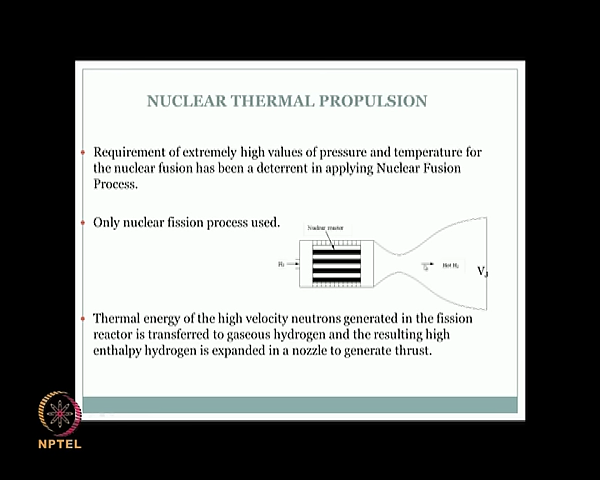 NUCLEAR THERMAL PROPULSION
Requirement of extremely high values of pressure and temperature for
the nuclear fusion has been a deterrent in applying Nuclear Fusion
Process.
Only nuclear fission process used.
Nuclear reactor
H₂
Hot H₂
VJ
Thermal energy of the high velocity neutrons generated in the fission
reactor is transferred to gaseous hydrogen and the resulting high
enthalpy hydrogen is expanded in a nozzle to generate thrust.
NPTEL